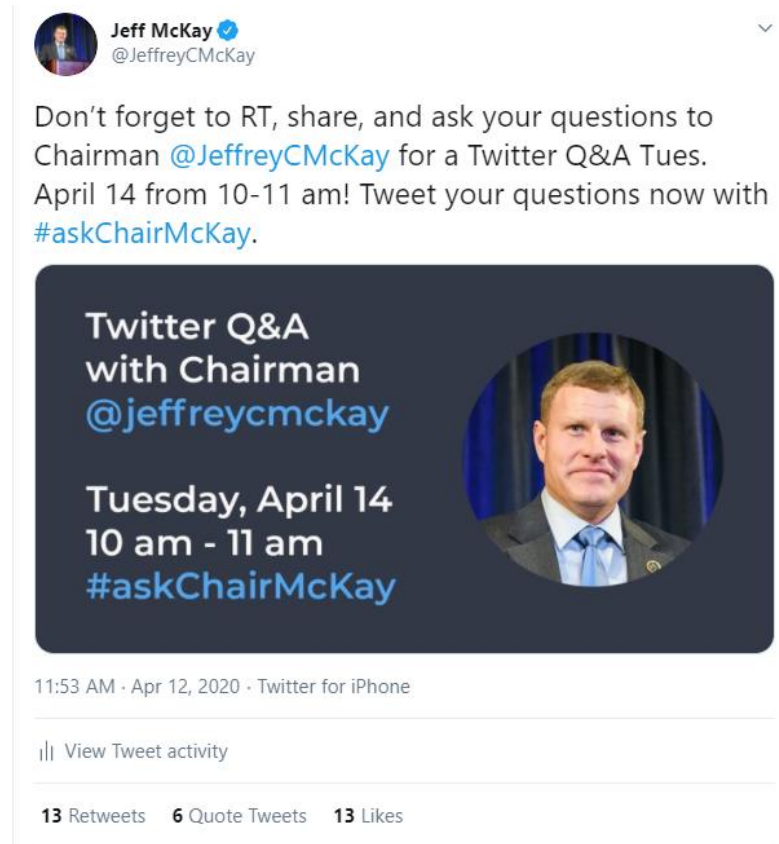 Jeff McKay
@JeffreyCMcKay
Don’t forget to RT, share, and ask your questions to
Chairman @JeffreyCMcKay for a Twitter Q&A Tues.
April 14 from 10-11 am! Tweet your questions now with
#askChairMcKay.
Twitter Q&A
with Chairman
@jeffreycmckay
Tuesday, April 14
10 am - 11 am
#askChairMcKay
11:53 AM · Apr 12, 2020 · Twitter for iPhone
View Tweet activity
13 Retweets 6 Quote Tweets 13 Likes